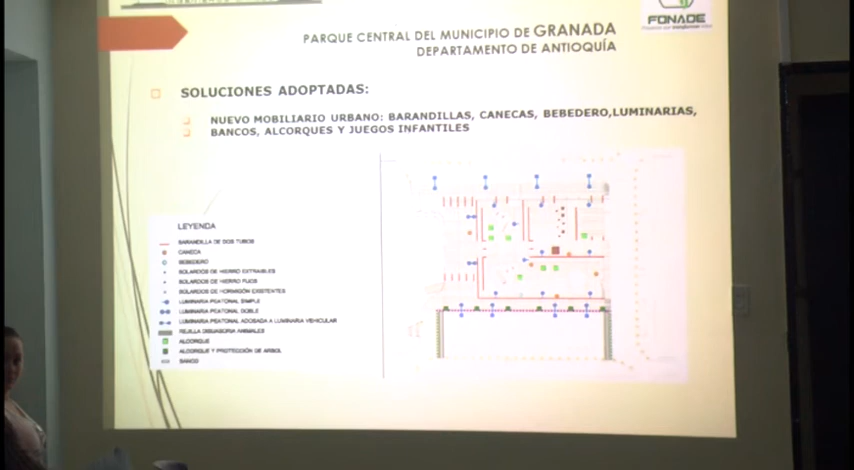 PARQUE CENTRAL DEL MUNICIPIO DE GRANADA
DEPARTAMENTO DE ANTIOQUÍA
FONADE
SOLUCIONES ADOPTADAS:
NUEVO MOBILIARIO URBANO: BARANDILLAS, CANECAS, BEBEDERO,LUMINARIAS,
BANCOS, ALCORQUES Y JUEGOS INFANTILES
LEYENDA
BARANDILLA DE DOS TUBOS
CANECA
BEBEDERO
BOLARDOS DE HIERRO EXTRAIBLES
BOLARDOS DE HIERRO FIJOS
BOLARDOS DE HORMIGÓN EXISTENTES
LUMINARIA PEATONAL SIMPLE
LUMINARIA PEATONAL DOBLE
LUMINARIA PEATONAL ADOSADA A LUMINARIA VEHICULAR
REJILLA DISUASORIA ANIMALES
ALCORQUE
ALCORQUE Y PROTECCIÓN DE ARBOL
BANCO